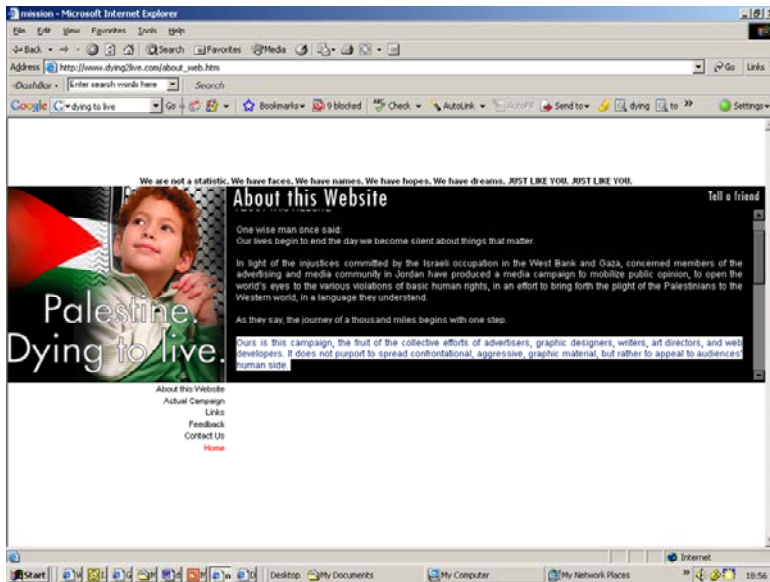 mission - Microsoft Internet Explorer
File Edit View Favorites Tools Help
Back Search Favorites Media
Address http://www.dying2live.com/about_web.htm Go Links
DashBar Enter search words here Search
Google dying to live Go Bookmarks 9 blocked Check AutoLink AutoFill Send to dying to » Settings
We are not a statistic. We have faces. We have names. We have hopes. We have dreams. JUST LIKE YOU. JUST LIKE YOU.
About this Website Tell a friend
One wise man once said:
Our lives begin to end the day we become silent about things that matter.
In light of the injustices committed by the Israeli occupation in the West Bank and Gaza, concerned members of the
advertising and media community in Jordan have produced a media campaign to mobilize public opinion, to open the
world's eyes to the various violations of basic human rights, in an effort to bring forth the plight of the Palestinians to the
Western world, in a language they understand.
As they say, the journey of a thousand miles begins with one step.
Ours is this campaign, the fruit of the collective efforts of advertisers, graphic designers, writers, art directors, and web
developers. It does not purport to spread confrontational, aggressive, graphic material, but rather to appeal to audiences'
human side.
Palestine.
Dying to live.
About this Website
Actual Campaign
Links
Feedback
Contact Us
Home
Internet
Start Desktop My Documents My Computer My Network Places » 18:56